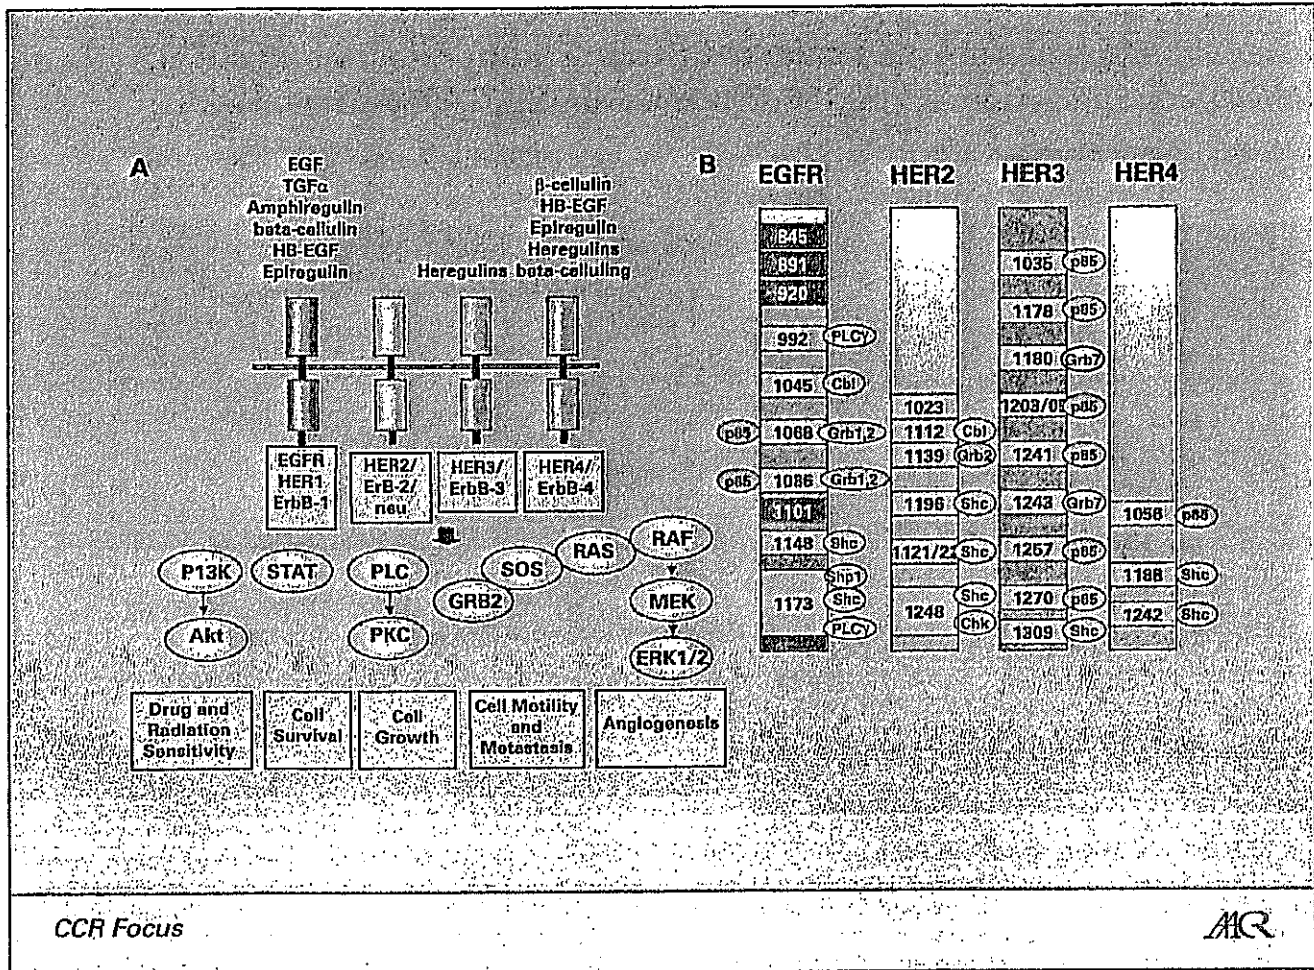 A
EGF
TGFα
Amphiregulin
beta-cellulin
HB-EGF
Epiregulin
Heregulins
β-cellulin
HB-EGF
Epiregulin
Heregulins
beta-celluling
EGFR
HER1
ErbB-1
HER2/
ErB-2/
neu
HER3/
ErbB-3
HER4/
ErbB-4
P13K
Akt
STAT
PLC
PKC
GRB2
SOS
RAS
RAF
MEK
ERK1/2
Drug and
Radiation
Sensitivity
Cell
Survival
Cell
Growth
Cell Motility
and
Metastasis
Angiogenesis
B
EGFR
845
891
920
992 PLCγ
1045 Cbl
p85 1068 Grb1,2
p85 1086 Grb1,2
1101
1148 Shc
Shp1
1173 Shc
PLCγ
HER2
1023
1112 Cbl
1139 Grb2
1196 Shc
1121/22 Shc
Shc
1248
Chk
HER3
1035 p85
1178 p85
1180 Grb7
1203/05 p85
1241 p85
1243 Grb7
1257 p85
1270 p85
1309 Shc
HER4
1056 p85
1188 Shc
1242 Shc
CCR Focus